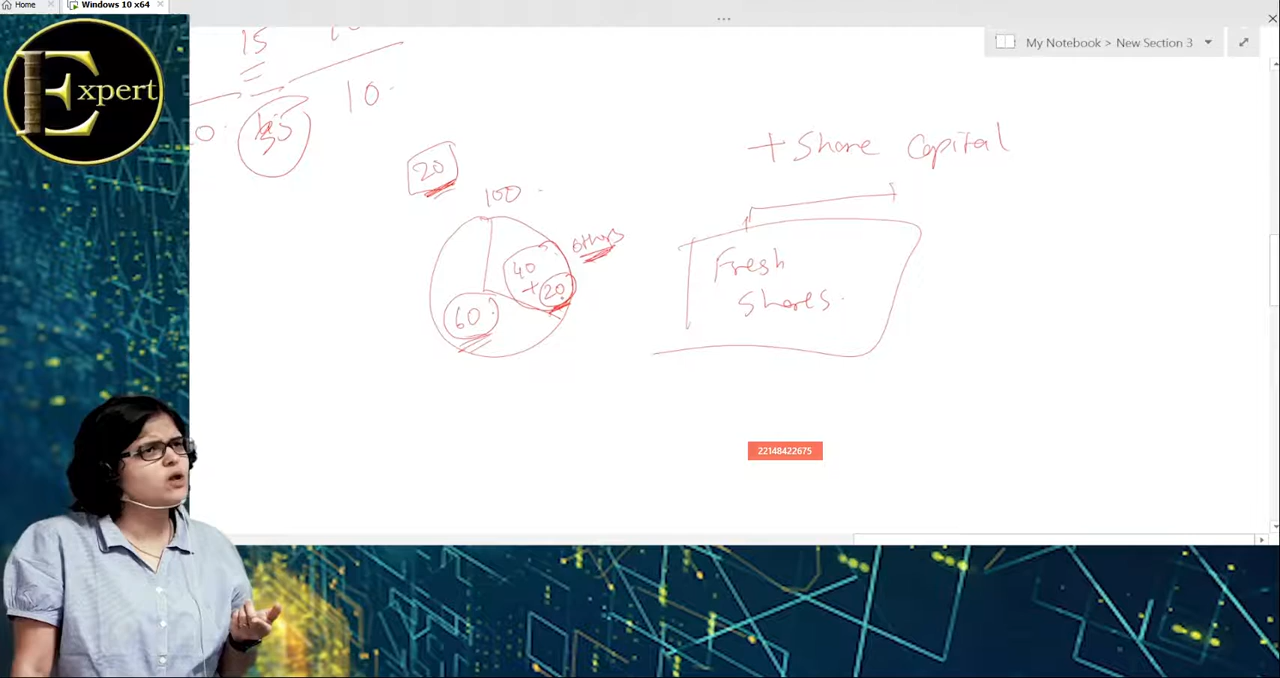 Home
Windows 10 x64
Expert
My Notebook > New Section 3
15
10
+ Share Capital
20
100
others
40
+ 20
60
Fresh
Shares
22148422675